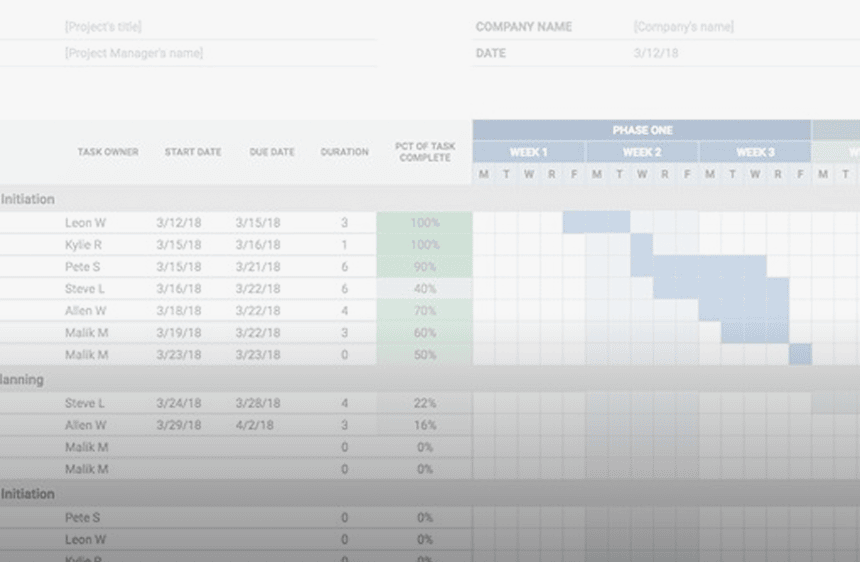 [Project's title] COMPANY NAME [Company's name]
[Project Manager's name] DATE 3/12/18
PHASE ONE
TASK OWNER START DATE DUE DATE DURATION PCT OF TASK COMPLETE
WEEK 1 WEEK 2 WEEK 3 W
M T W R F M T W R F M T W R F M T
Initiation
Leon W 3/12/18 3/15/18 3 100%
Kylie R 3/15/18 3/16/18 1 100%
Pete S 3/15/18 3/21/18 6 90%
Steve L 3/16/18 3/22/18 6 40%
Allen W 3/18/18 3/22/18 4 70%
Malik M 3/19/18 3/22/18 3 60%
Malik M 3/23/18 3/23/18 0 50%
lanning
Steve L 3/24/18 3/28/18 4 22%
Allen W 3/29/18 4/2/18 3 16%
Malik M 0 0%
Malik M 0 0%
Initiation
Pete S 0 0%
Leon W 0 0%
Kylie R 0 0%